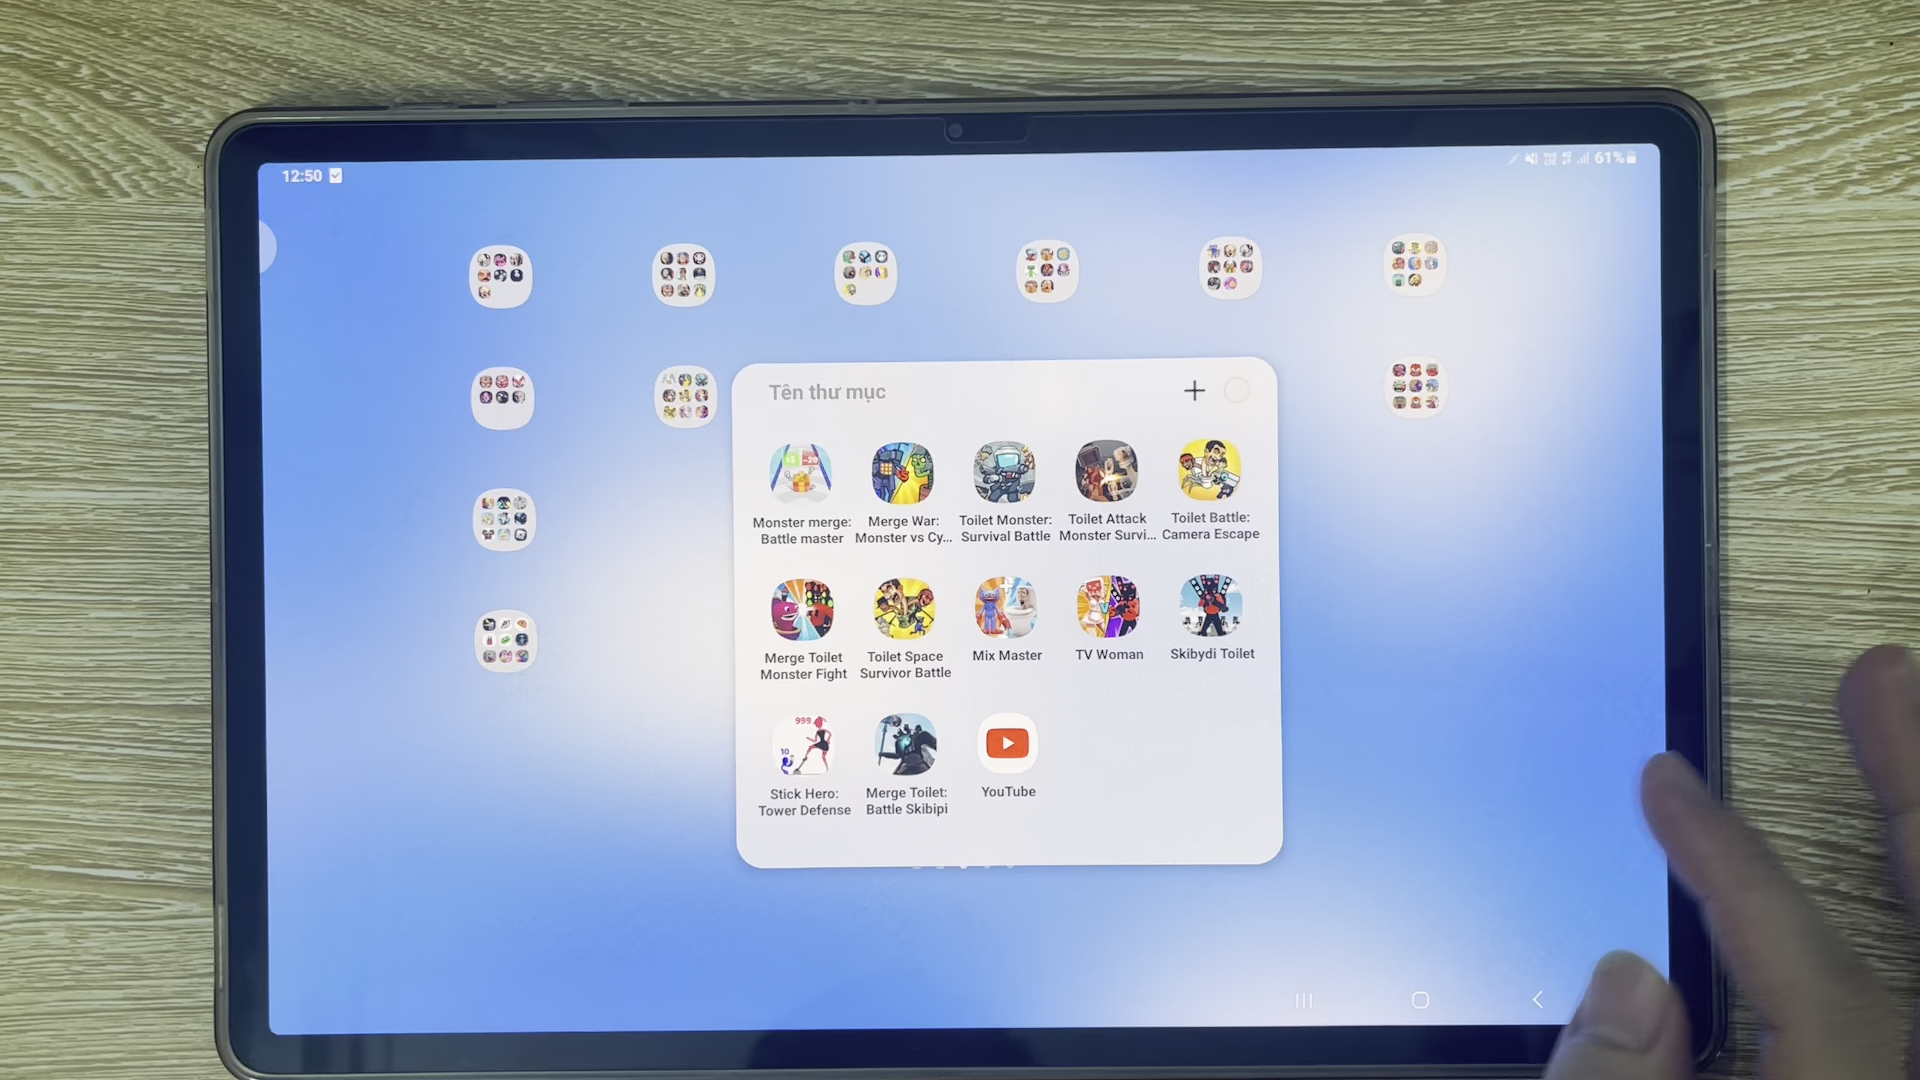 12:50
61%
Tên thư mục
Monster merge:
Battle master
Merge War:
Monster vs Cy...
Toilet Monster:
Survival Battle
Toilet Attack
Monster Survi...
Toilet Battle:
Camera Escape
Merge Toilet
Monster Fight
Toilet Space
Survivor Battle
Mix Master
TV Woman
Skibydi Toilet
999
10
Stick Hero:
Tower Defense
Merge Toilet:
Battle Skibipi
YouTube